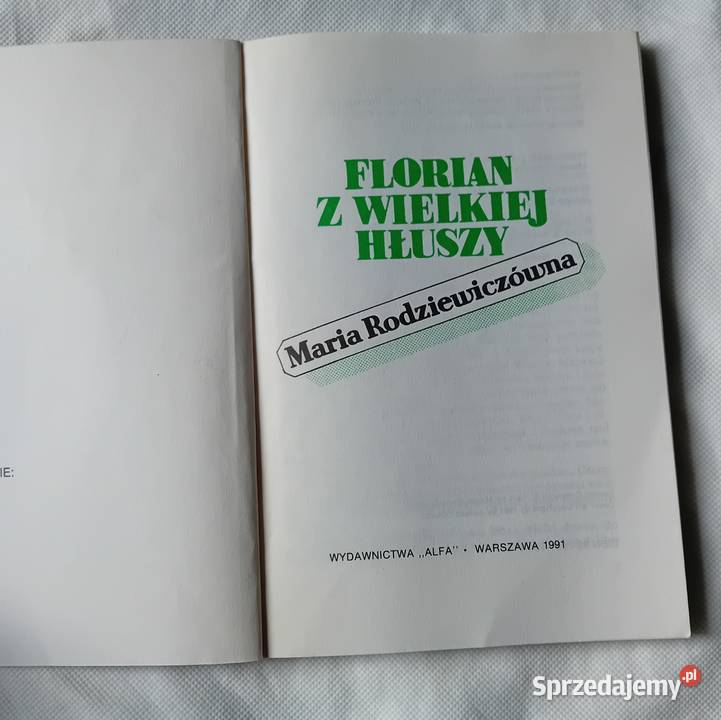 IE:
FLORIAN
Z WIELKIEJ
HŁUSZY
Maria Rodziewiczówna
WYDAWNICTWA „ALFA" • WARSZAWA 1991
Sprzedajemy.pl